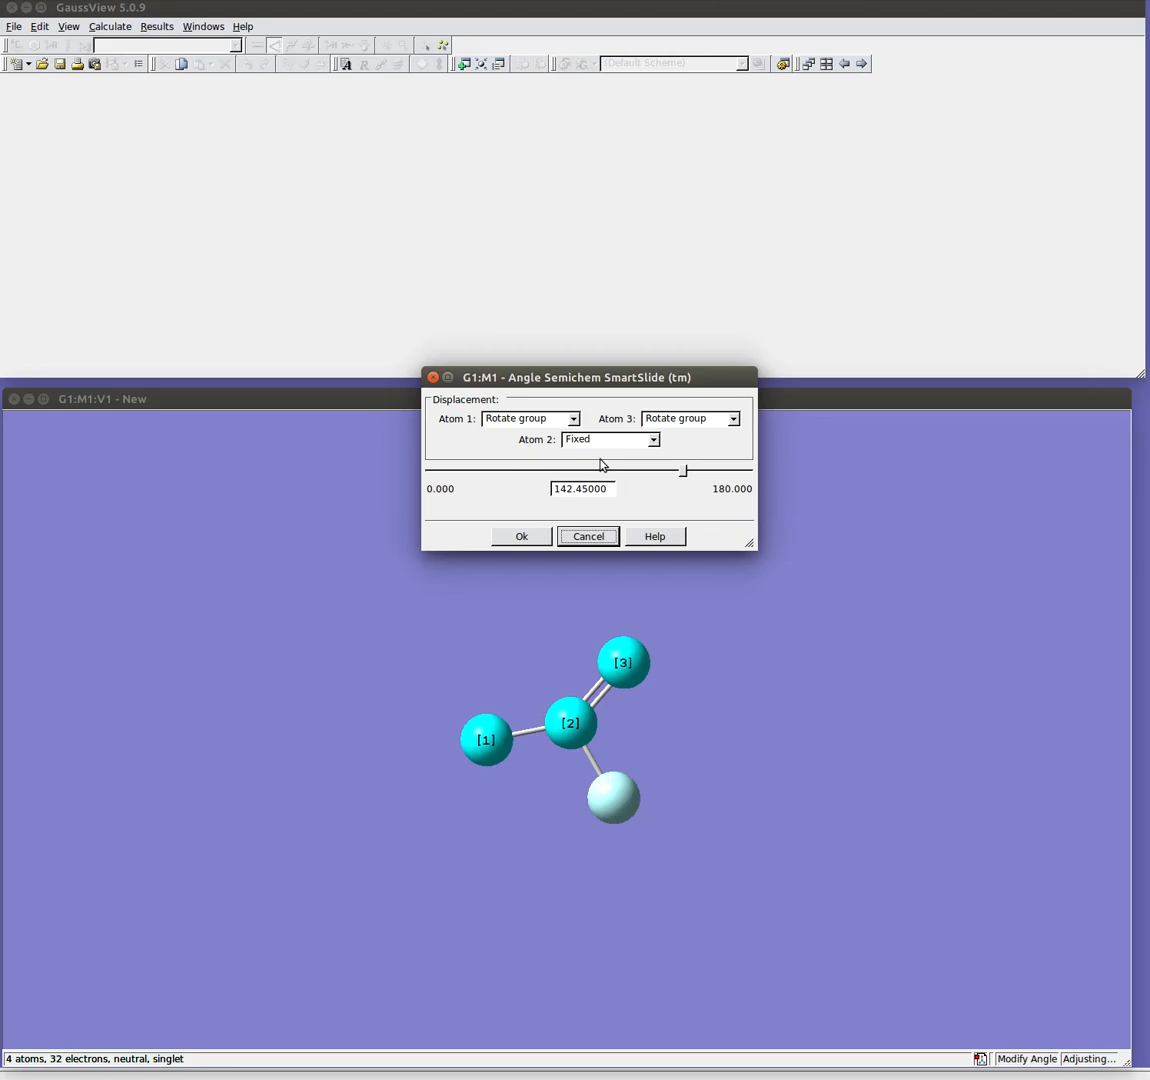 GaussView 5.0.9
File Edit View Calculate Results Windows Help
(Default Scheme)
G1:M1:V1 - New
G1:M1 - Angle Semichem SmartSlide (tm)
Displacement:
Atom 1: Rotate group Atom 3: Rotate group
Atom 2: Fixed
0.000 142.45000 180.000
Ok Cancel Help
[3]
[2]
[1]
4 atoms, 32 electrons, neutral, singlet Modify Angle Adjusting...